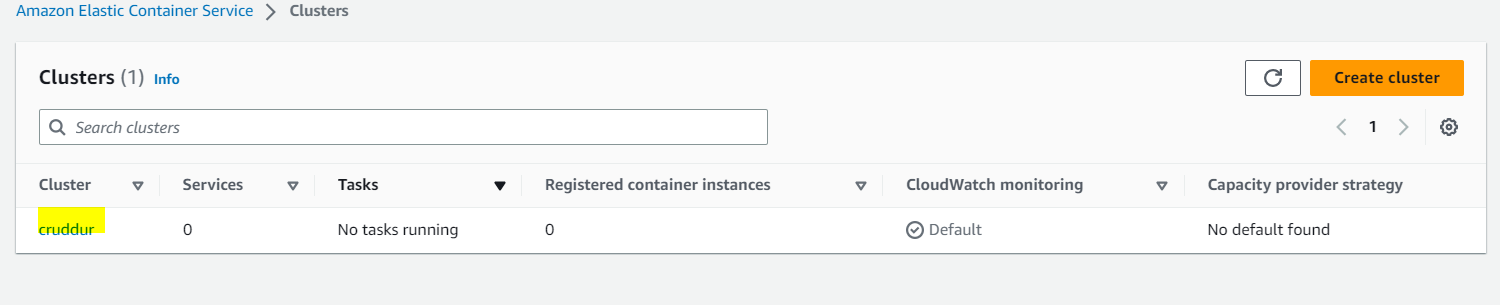 Amazon Elastic Container Service > Clusters
Clusters (1) Info
Create cluster
Search clusters
1
Cluster Services Tasks Registered container instances CloudWatch monitoring Capacity provider strategy
cruddur 0 No tasks running 0 Default No default found